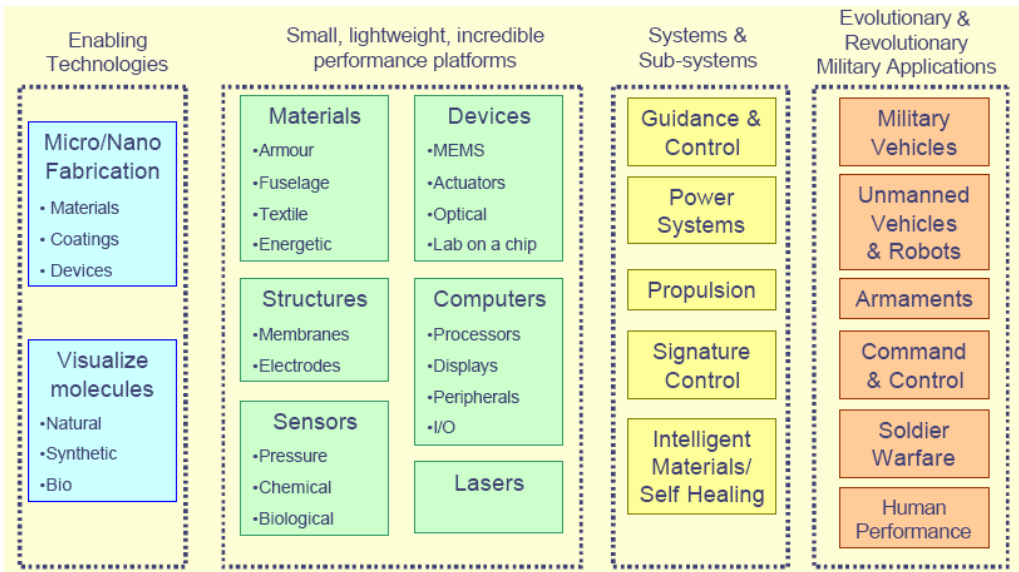 Enabling
Technologies
Micro/Nano
Fabrication
• Materials
• Coatings
• Devices
Visualize
molecules
•Natural
•Synthetic
•Bio
Small, lightweight, incredible
performance platforms
Materials
•Armour
•Fuselage
•Textile
•Energetic
Structures
•Membranes
•Electrodes
Sensors
•Pressure
•Chemical
•Biological
Devices
•MEMS
•Actuators
•Optical
•Lab on a chip
Computers
•Processors
•Displays
•Peripherals
•I/O
Lasers
Systems &
Sub-systems
Guidance &
Control
Power
Systems
Propulsion
Signature
Control
Intelligent
Materials/
Self Healing
Evolutionary &
Revolutionary
Military Applications
Military
Vehicles
Unmanned
Vehicles
& Robots
Armaments
Command
& Control
Soldier
Warfare
Human
Performance